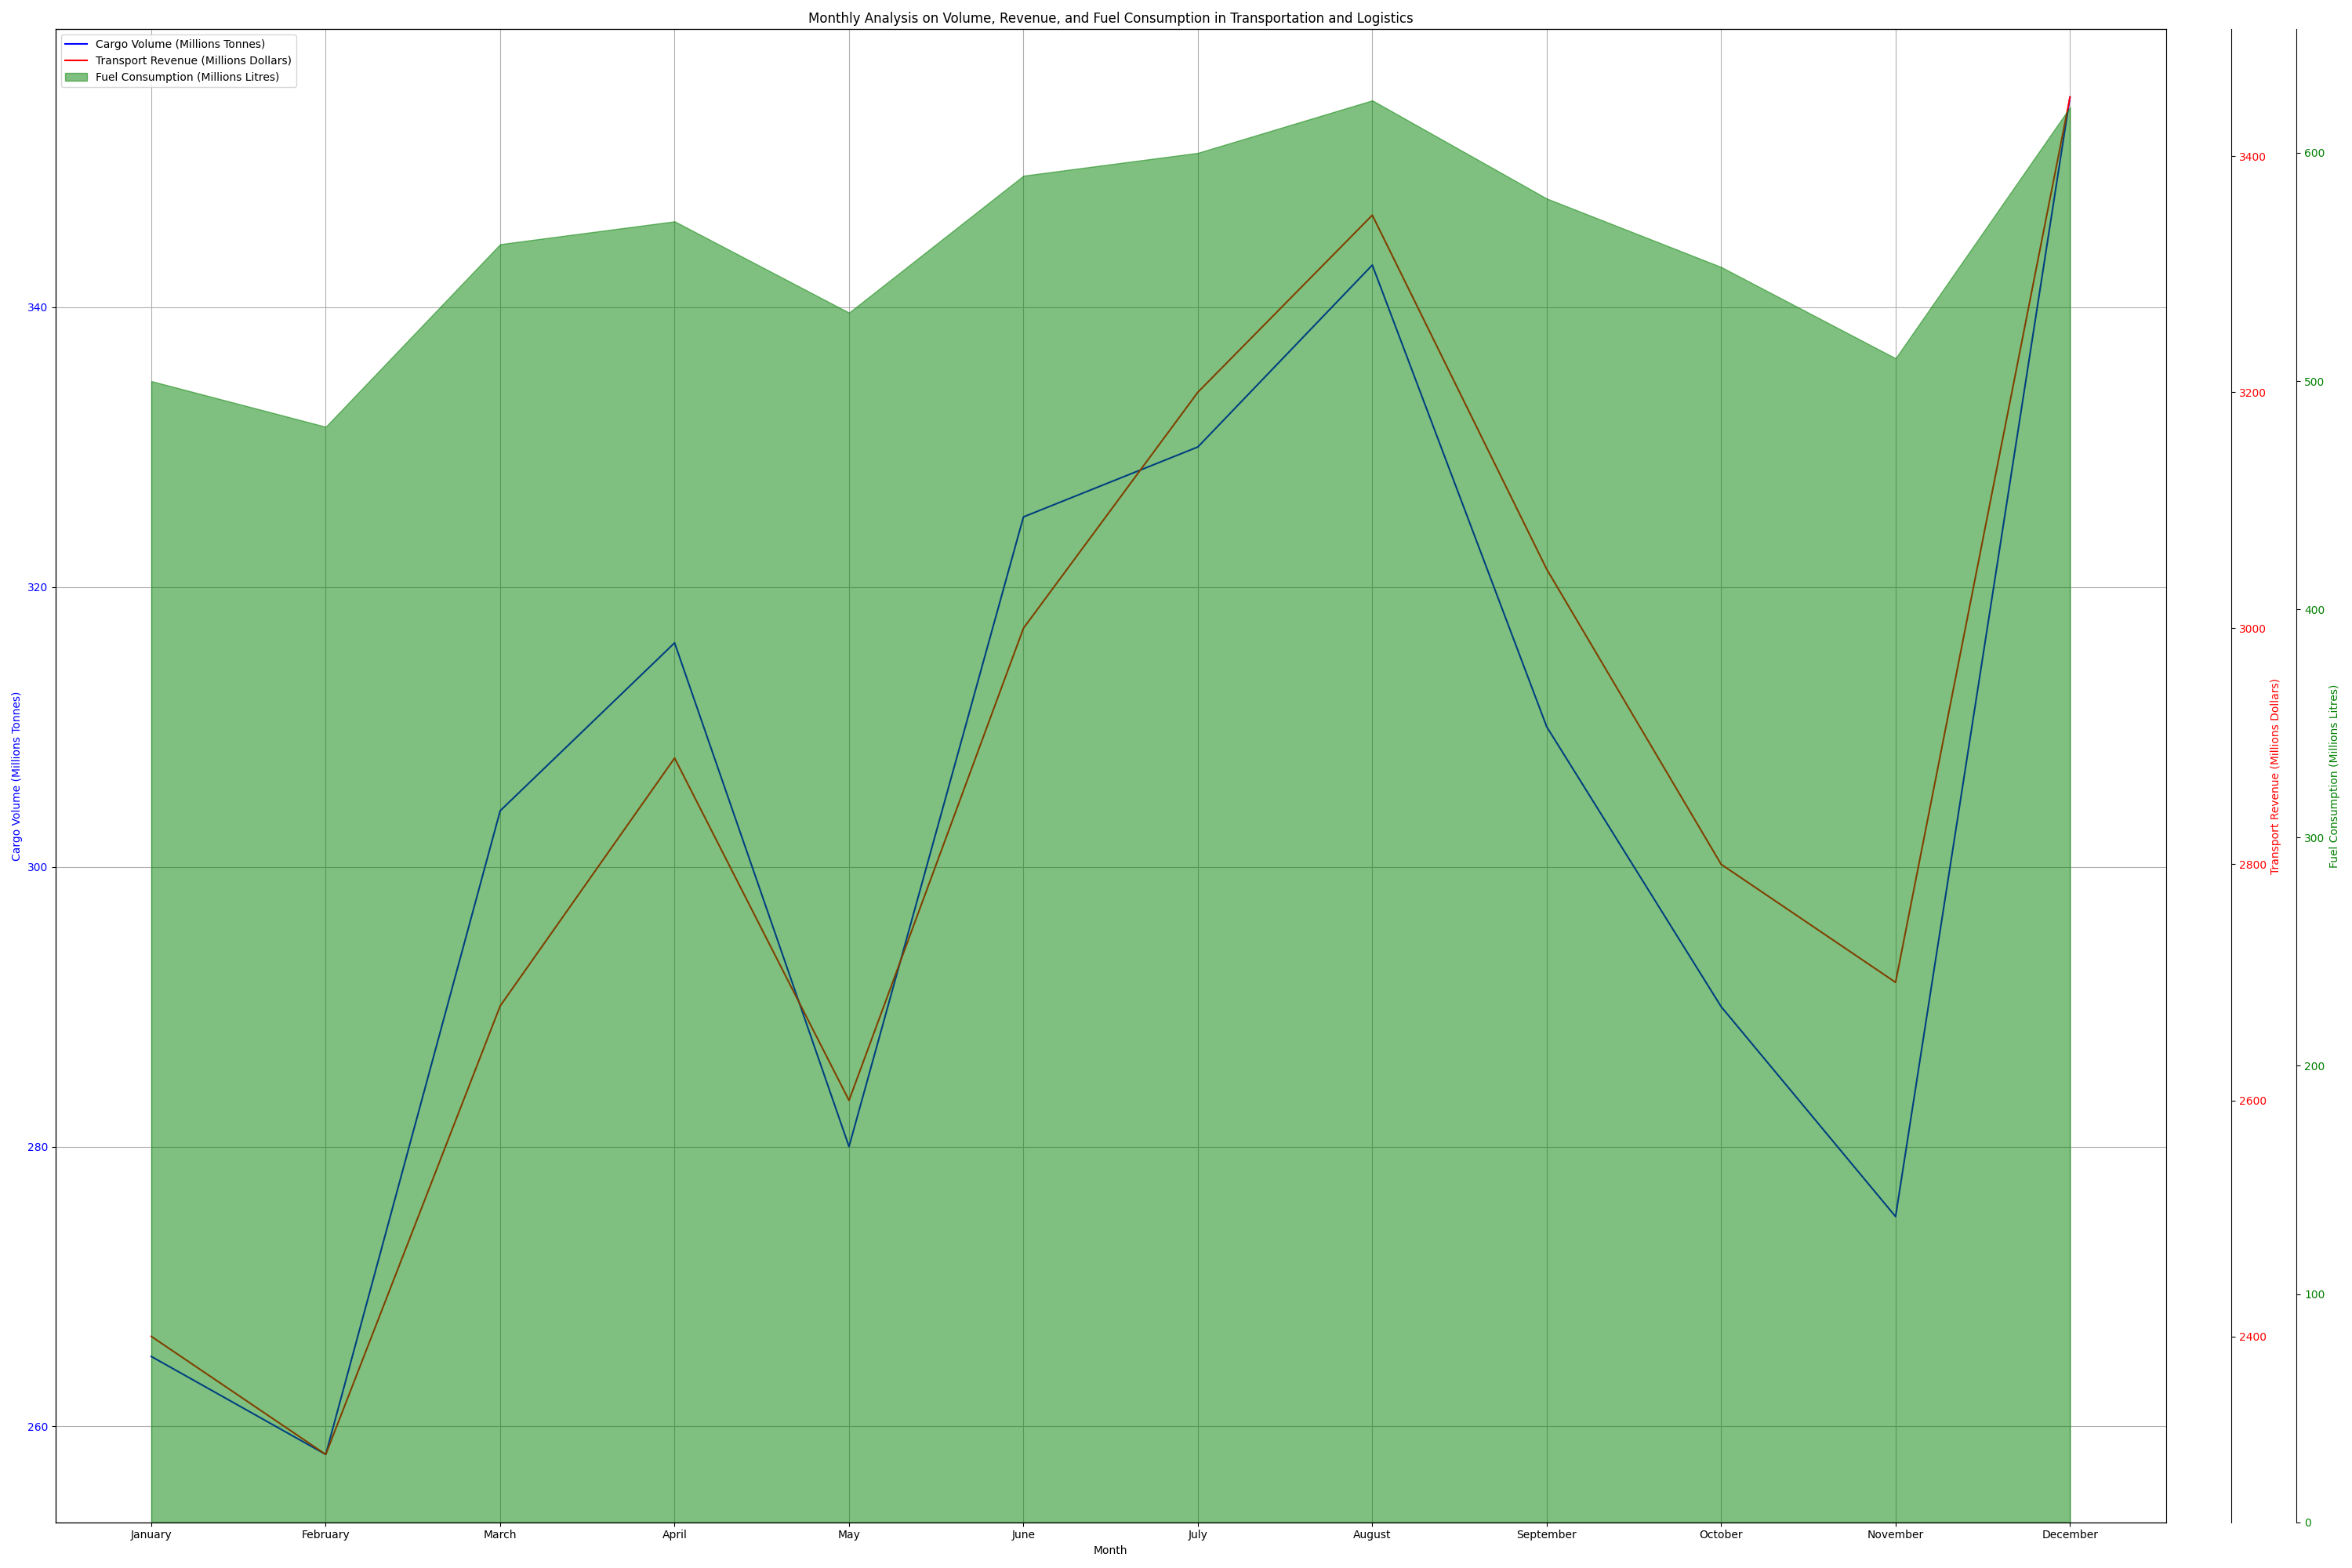 Monthly Analysis on Volume, Revenue, and Fuel Consumption in Transportation and Logistics
Cargo Volume (Millions Tonnes)
Transport Revenue (Millions Dollars)
Fuel Consumption (Millions Litres)
Cargo Volume (Millions Tonnes)
340
320
300
280
260
3400
3200
3000
2800
2600
2400
Transport Revenue (Millions Dollars)
600
500
400
300
200
100
0
Fuel Consumption (Millions Litres)
January February March April May June July August September October November December
Month